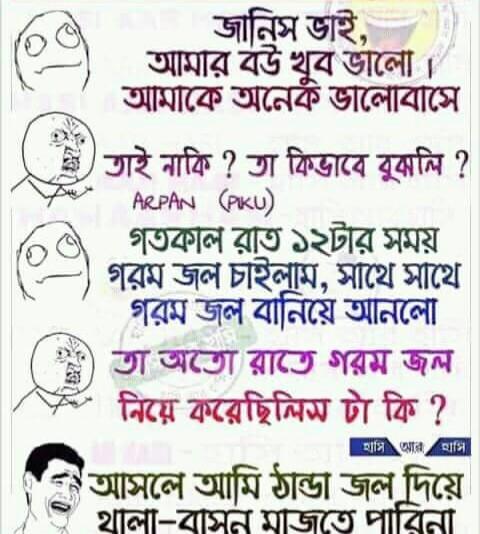 জানিস ভাই,
আমার বউ খুব ভালো ।
আমাকে অনেক ভালোবাসে
তাই নাকি ? তা কিভাবে বুঝলি ?
ARPAN (PIKU)
গতকাল রাত ১২টার সময়
গরম জল চাইলাম, সাথে সাথে
গরম জল বানিয়ে আনলো
তা অতো রাতে গরম জল
নিয়ে করেছিলিস টা কি ?
হাসি আর হাসি
আসলে আমি ঠান্ডা জল দিয়ে
থালা-বাসন মাজতে পারিনা